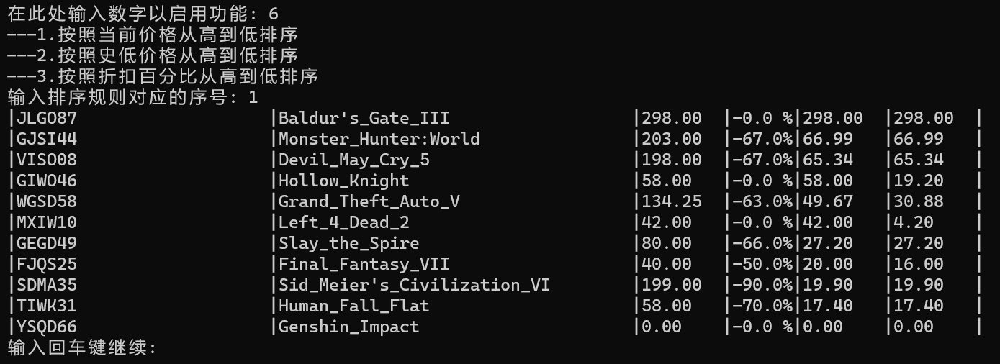 在此处输入数字以启用功能: 6
---1.按照当前价格从高到低排序
---2.按照史低价格从高到低排序
---3.按照折扣百分比从高到低排序
输入排序规则对应的序号: 1
|JLGO87 |Baldur's_Gate_III |298.00 |-0.0 %|298.00 |298.00 |
|GJSI44 |Monster_Hunter:World |203.00 |-67.0%|66.99 |66.99 |
|VISO08 |Devil_May_Cry_5 |198.00 |-67.0%|65.34 |65.34 |
|GIWO46 |Hollow_Knight |58.00 |-0.0 %|58.00 |19.20 |
|WGSD58 |Grand_Theft_Auto_V |134.25 |-63.0%|49.67 |30.88 |
|MXIW10 |Left_4_Dead_2 |42.00 |-0.0 %|42.00 |4.20 |
|GEGD49 |Slay_the_Spire |80.00 |-66.0%|27.20 |27.20 |
|FJQS25 |Final_Fantasy_VII |40.00 |-50.0%|20.00 |16.00 |
|SDMA35 |Sid_Meier's_Civilization_VI |199.00 |-90.0%|19.90 |19.90 |
|TIWK31 |Human_Fall_Flat |58.00 |-70.0%|17.40 |17.40 |
|YSQD66 |Genshin_Impact |0.00 |-0.0 %|0.00 |0.00 |
输入回车键继续: